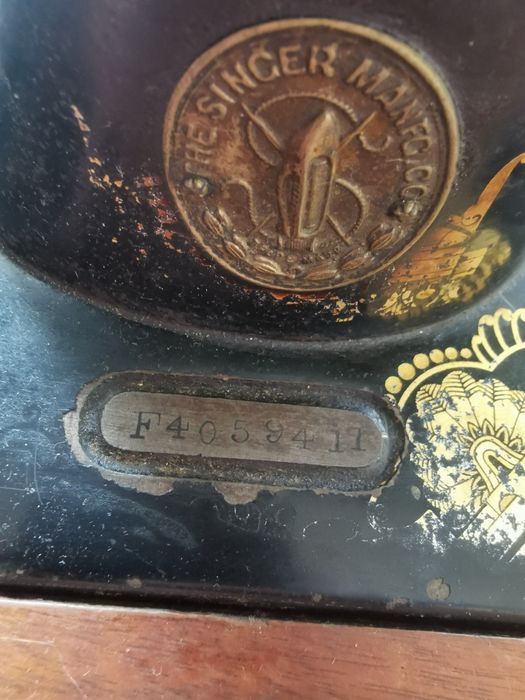 THE SINGER MANFG. CO.
F4059411